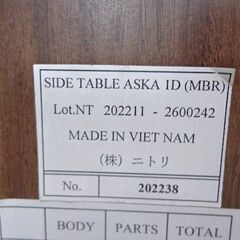 SIDE TABLE ASKA 1D (MBR)
Lot.NT 202211 - 2600242
MADE IN VIET NAM
(株) ニトリ
No. 202238
BODY PARTS TOTAL